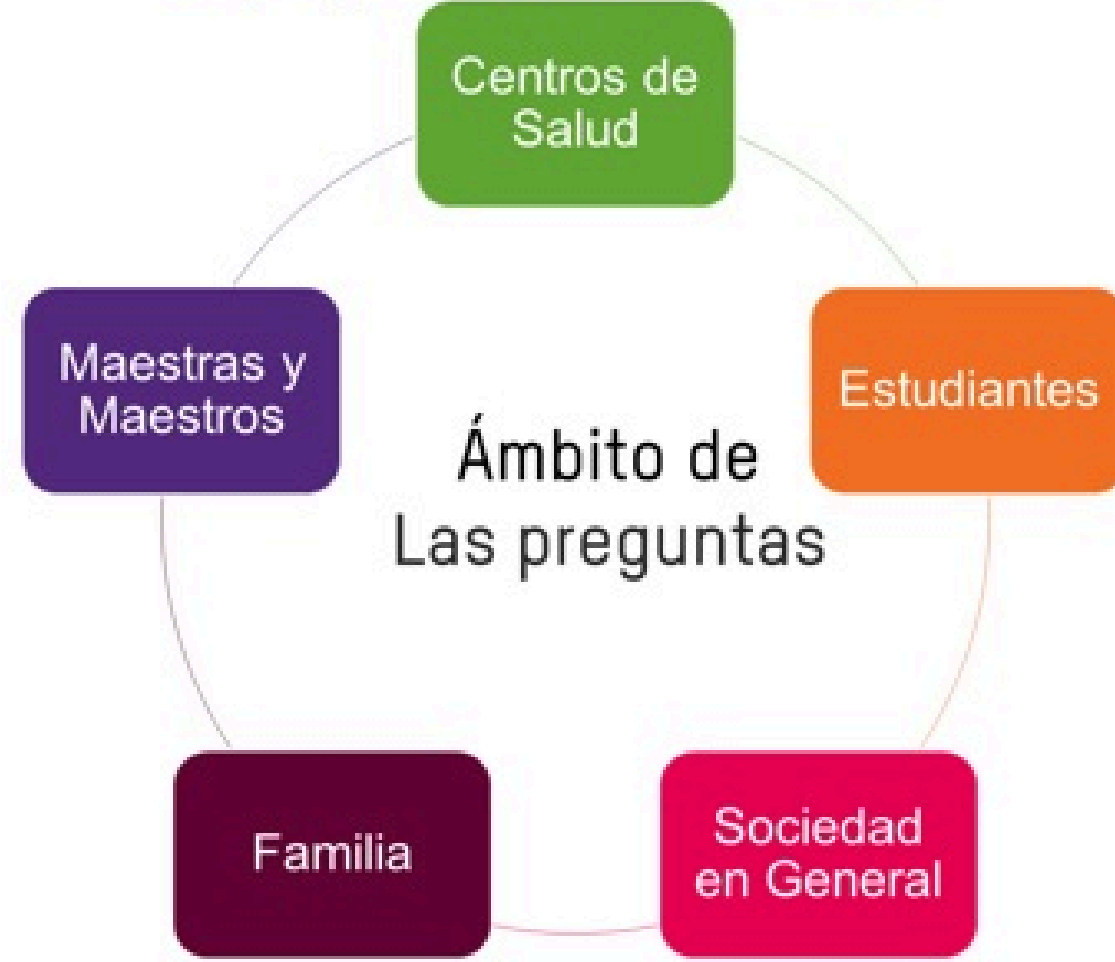 Centros de
Salud
Maestras y
Maestros
Estudiantes
Ámbito de
Las preguntas
Familia
Sociedad
en General